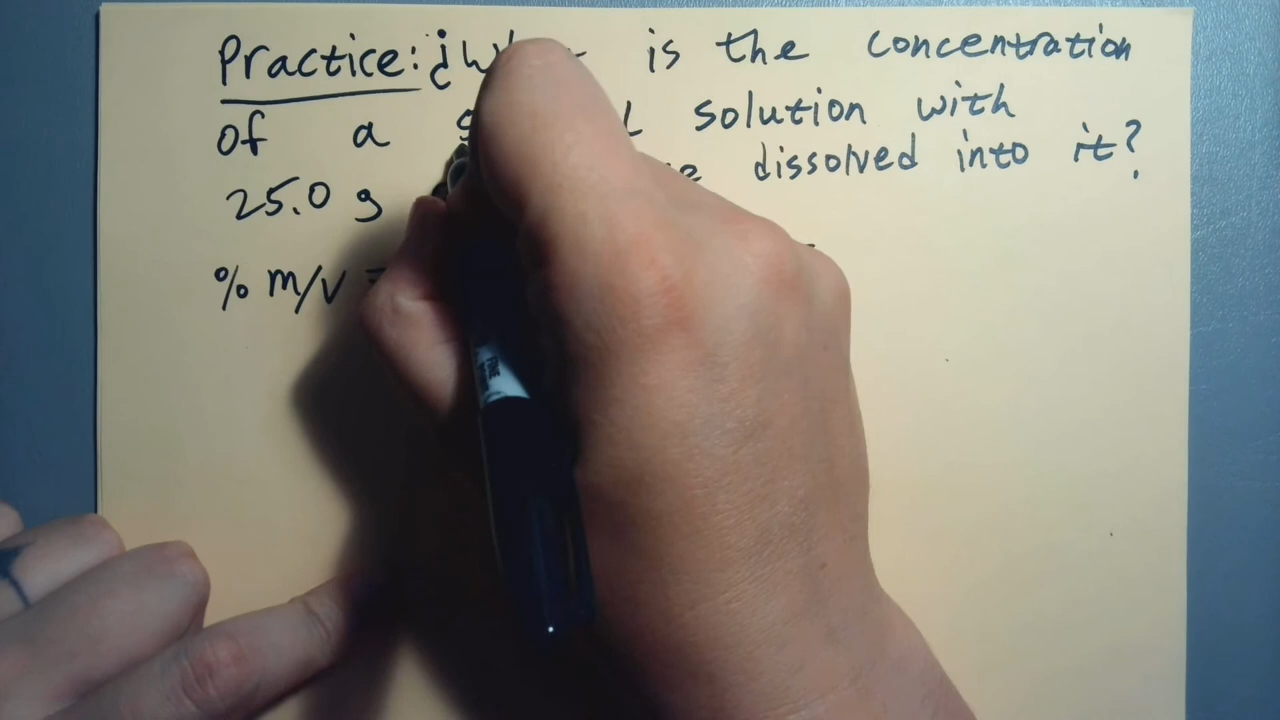 Practice: ¿ is the concentration
of a solution with
25.0 g dissolved into it?
% m/v =